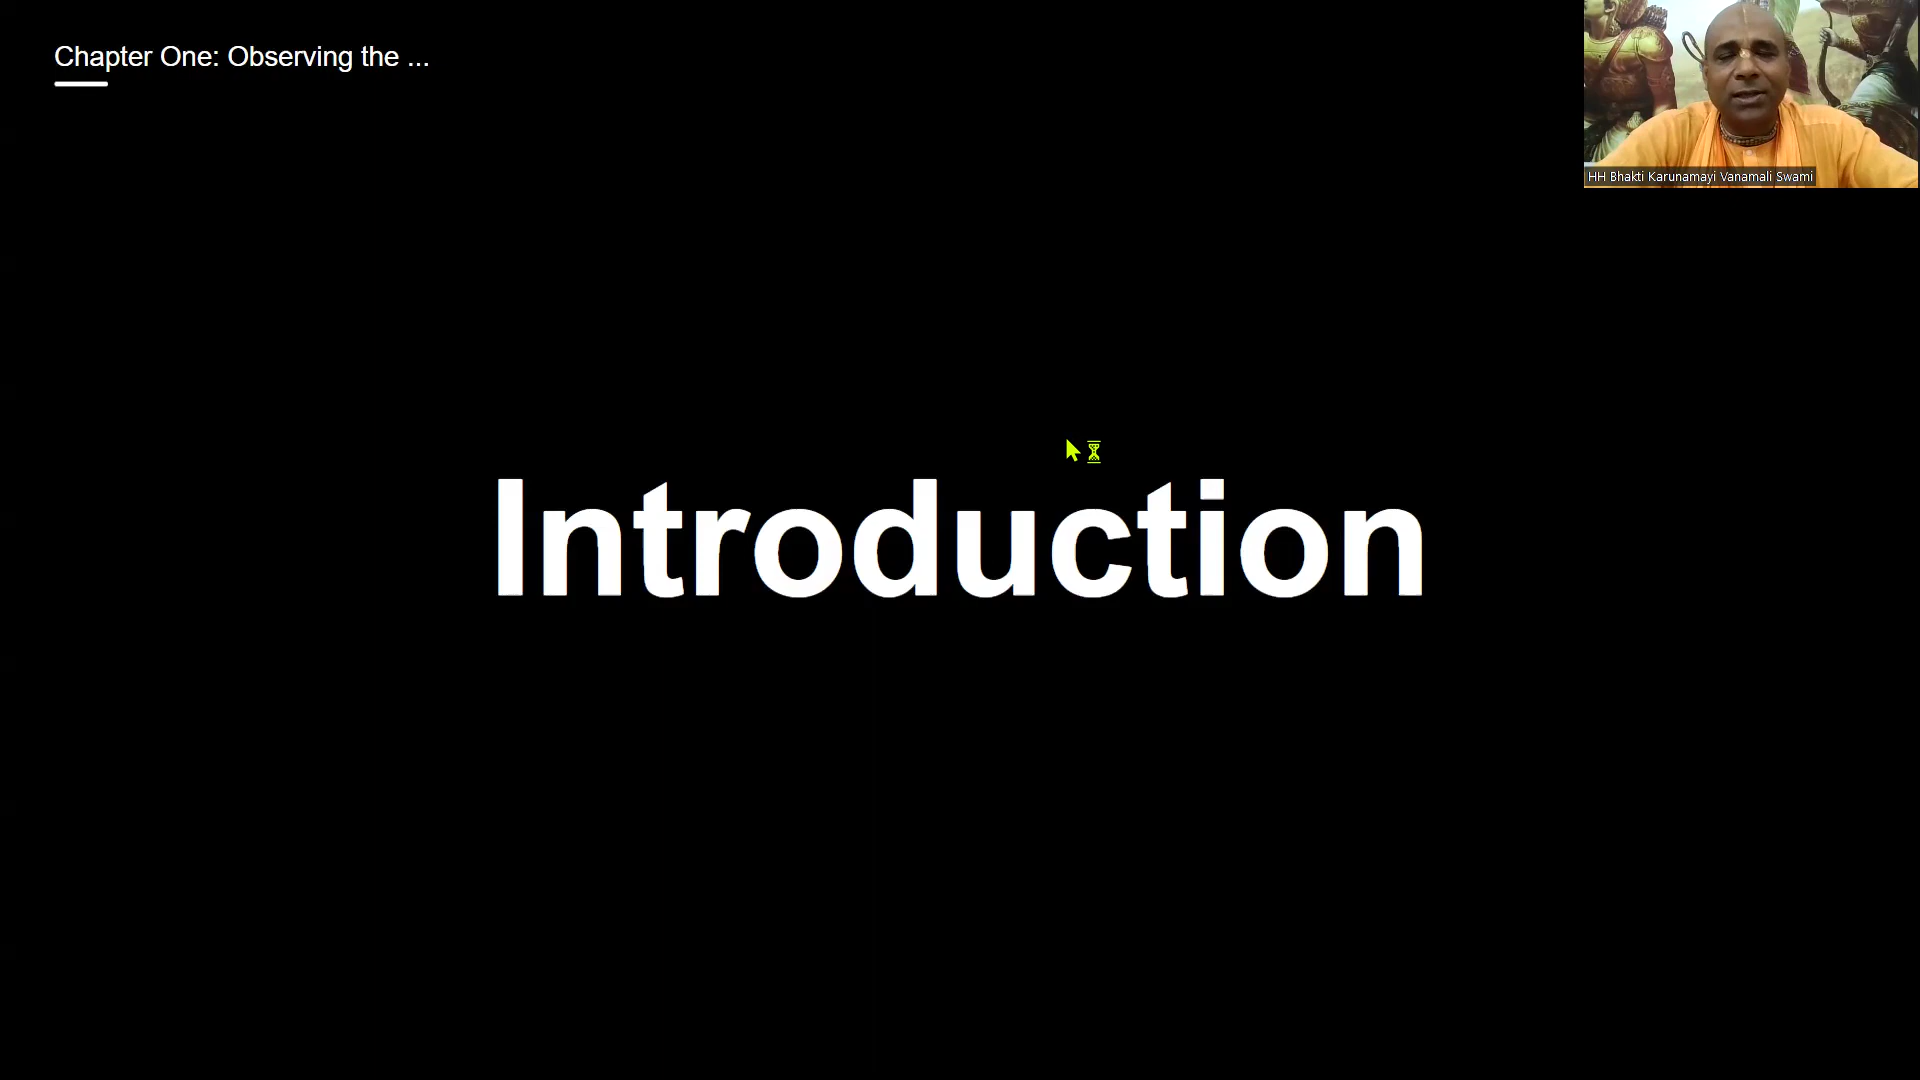 Chapter One: Observing the ...
HH Bhakti Karunamayi Vanamali Swami
Introduction